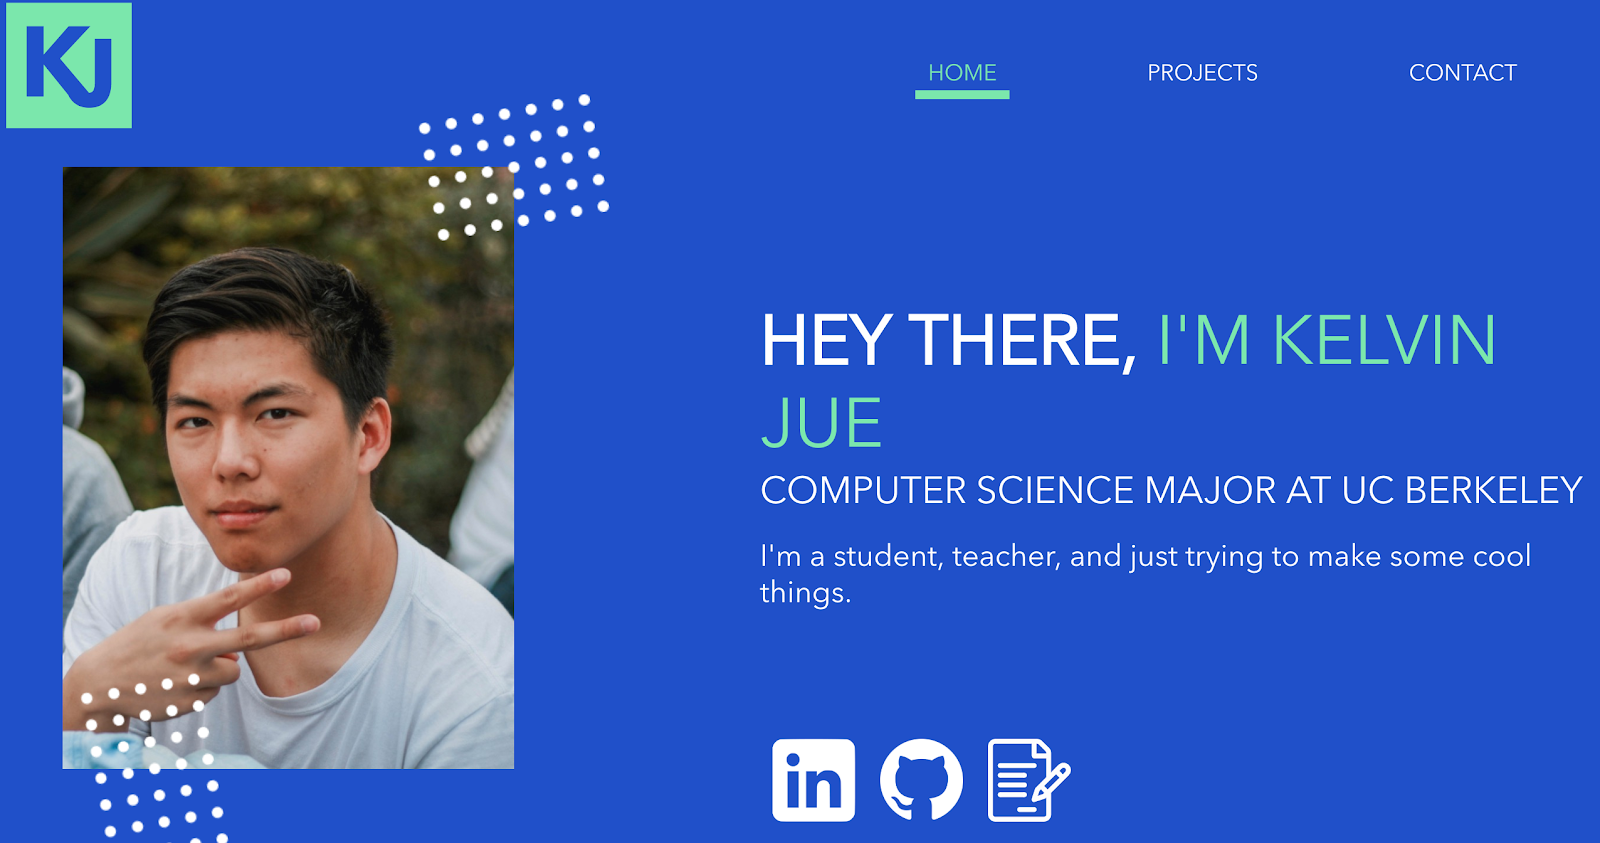 KJ
HOME
PROJECTS
CONTACT
HEY THERE, I'M KELVIN
JUE
COMPUTER SCIENCE MAJOR AT UC BERKELEY
I'm a student, teacher, and just trying to make some cool
things.
in